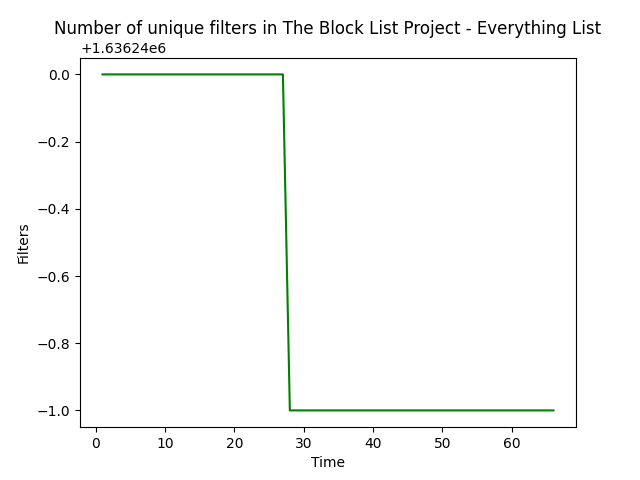 Number of unique filters in The Block List Project - Everything List
+1.63624e6
0.0
−0.2
−0.4
−0.6
−0.8
−1.0
Filters
0 10 20 30 40 50 60
Time